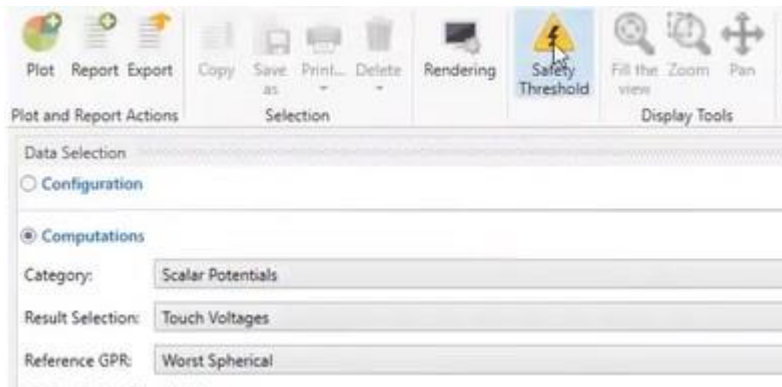 Plot Report Export Copy Save as Print... Delete Rendering Safety Threshold Fill the view Zoom Pan
Plot and Report Actions Selection Display Tools
Data Selection
Configuration
Computations
Category: Scalar Potentials
Result Selection: Touch Voltages
Reference GPR: Worst Spherical